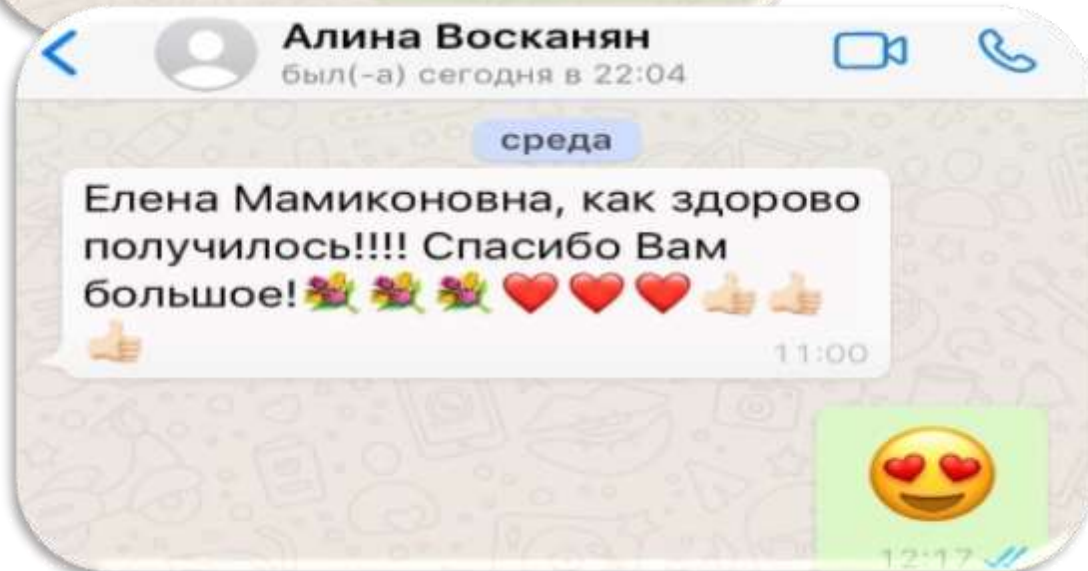 Алина Восканян
был(-а) сегодня в 22:04
среда
Елена Мамиконовна, как здорово
получилось!!!! Спасибо Вам
большое!💐💐💐❤️❤️❤️👍🏻👍🏻
👍🏻
11:00
😍
12:17